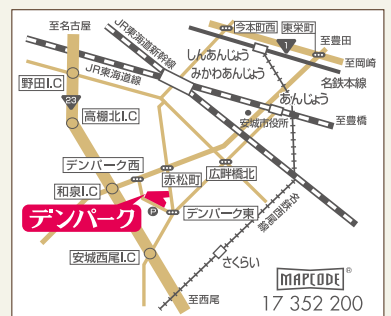 至名古屋
JR東海道新幹線
今本町西
東栄町
1
至豊田
至岡崎
しんあんじょう
みかわあんじょう
名鉄本線
JR東海道線
野田I.C
23
あんじょう
高棚北I.C
安城市役所
至豊橋
デンパーク西
赤松町
広畔橋北
和泉I.C
デンパーク
P
デンパーク東
名鉄西尾線
安城西尾I.C
さくらい
至西尾
MAPCODE®
17 352 200